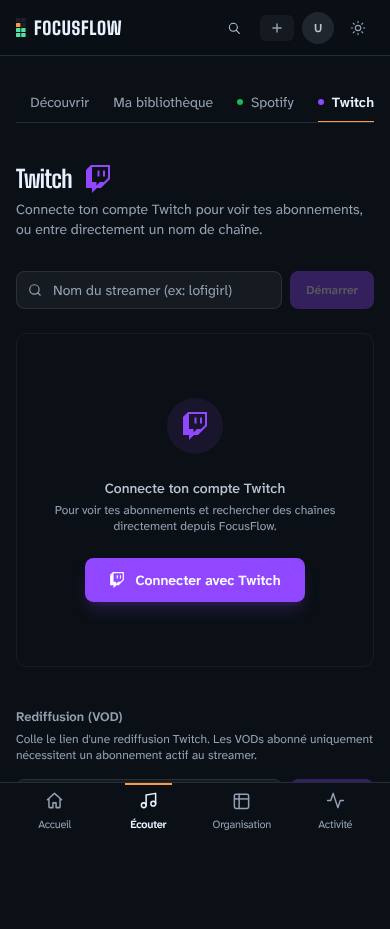 FOCUSFLOW
U
Découvrir
Ma bibliothèque
Spotify
Twitch
Twitch
Connecte ton compte Twitch pour voir tes abonnements,
ou entre directement un nom de chaîne.
Nom du streamer (ex: lofigirl)
Démarrer
Connecte ton compte Twitch
Pour voir tes abonnements et rechercher des chaînes
directement depuis FocusFlow.
Connecter avec Twitch
Rediffusion (VOD)
Colle le lien d'une rediffusion Twitch. Les VODs abonné uniquement
nécessitent un abonnement actif au streamer.
Accueil
Écouter
Organisation
Activité